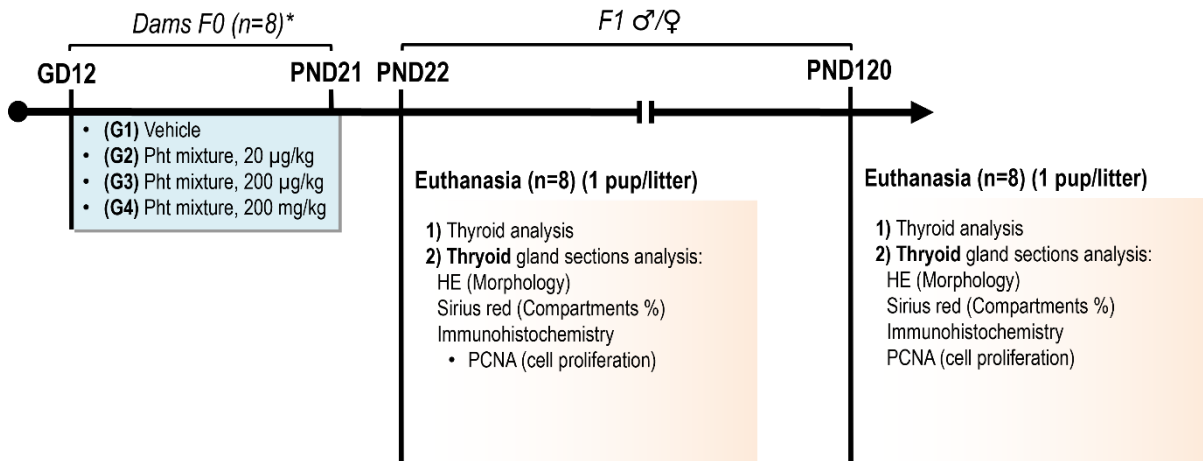 Dams F0 (n=8)*
F1 ♂/♀
GD12
PND21
PND22
PND120
• (G1) Vehicle
• (G2) Pht mixture, 20 µg/kg
• (G3) Pht mixture, 200 µg/kg
• (G4) Pht mixture, 200 mg/kg
Euthanasia (n=8) (1 pup/litter)
1) Thyroid analysis
2) Thryoid gland sections analysis:
HE (Morphology)
Sirius red (Compartments %)
Immunohistochemistry
• PCNA (cell proliferation)
Euthanasia (n=8) (1 pup/litter)
1) Thyroid analysis
2) Thryoid gland sections analysis:
HE (Morphology)
Sirius red (Compartments %)
Immunohistochemistry
PCNA (cell proliferation)